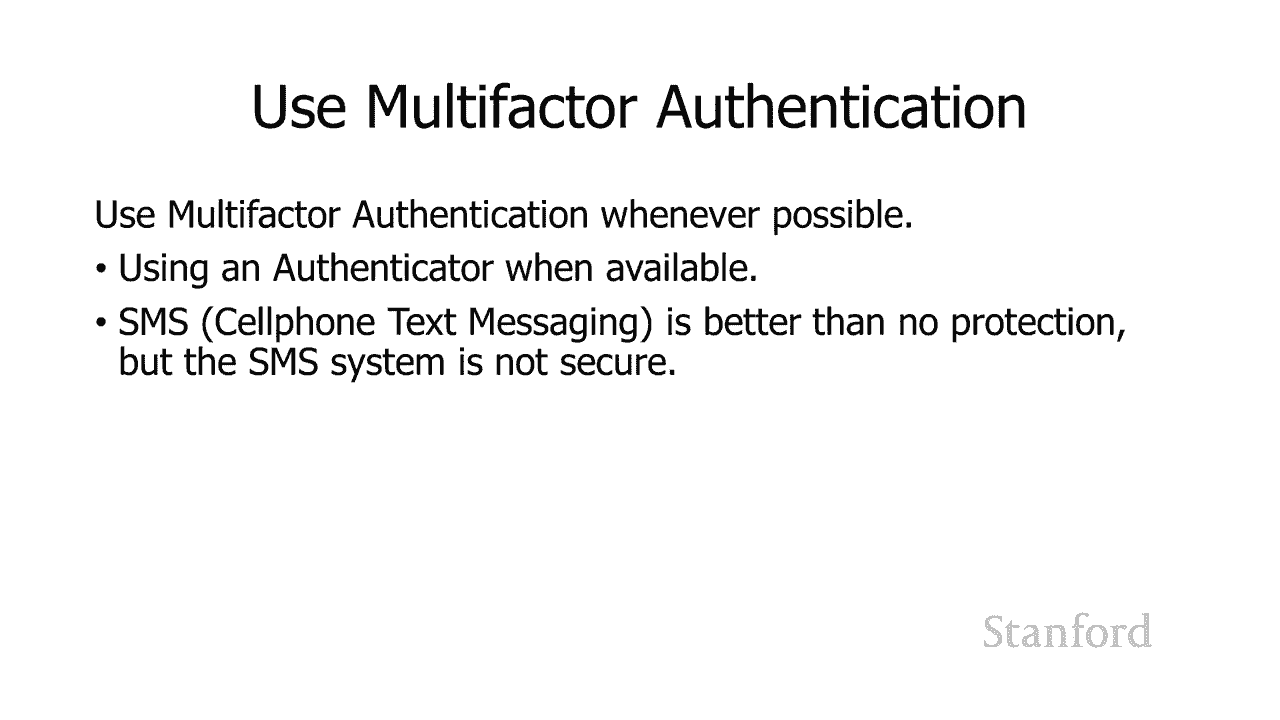 Use Multifactor Authentication
Use Multifactor Authentication whenever possible.
• Using an Authenticator when available.
• SMS (Cellphone Text Messaging) is better than no protection,
but the SMS system is not secure.
Stanford